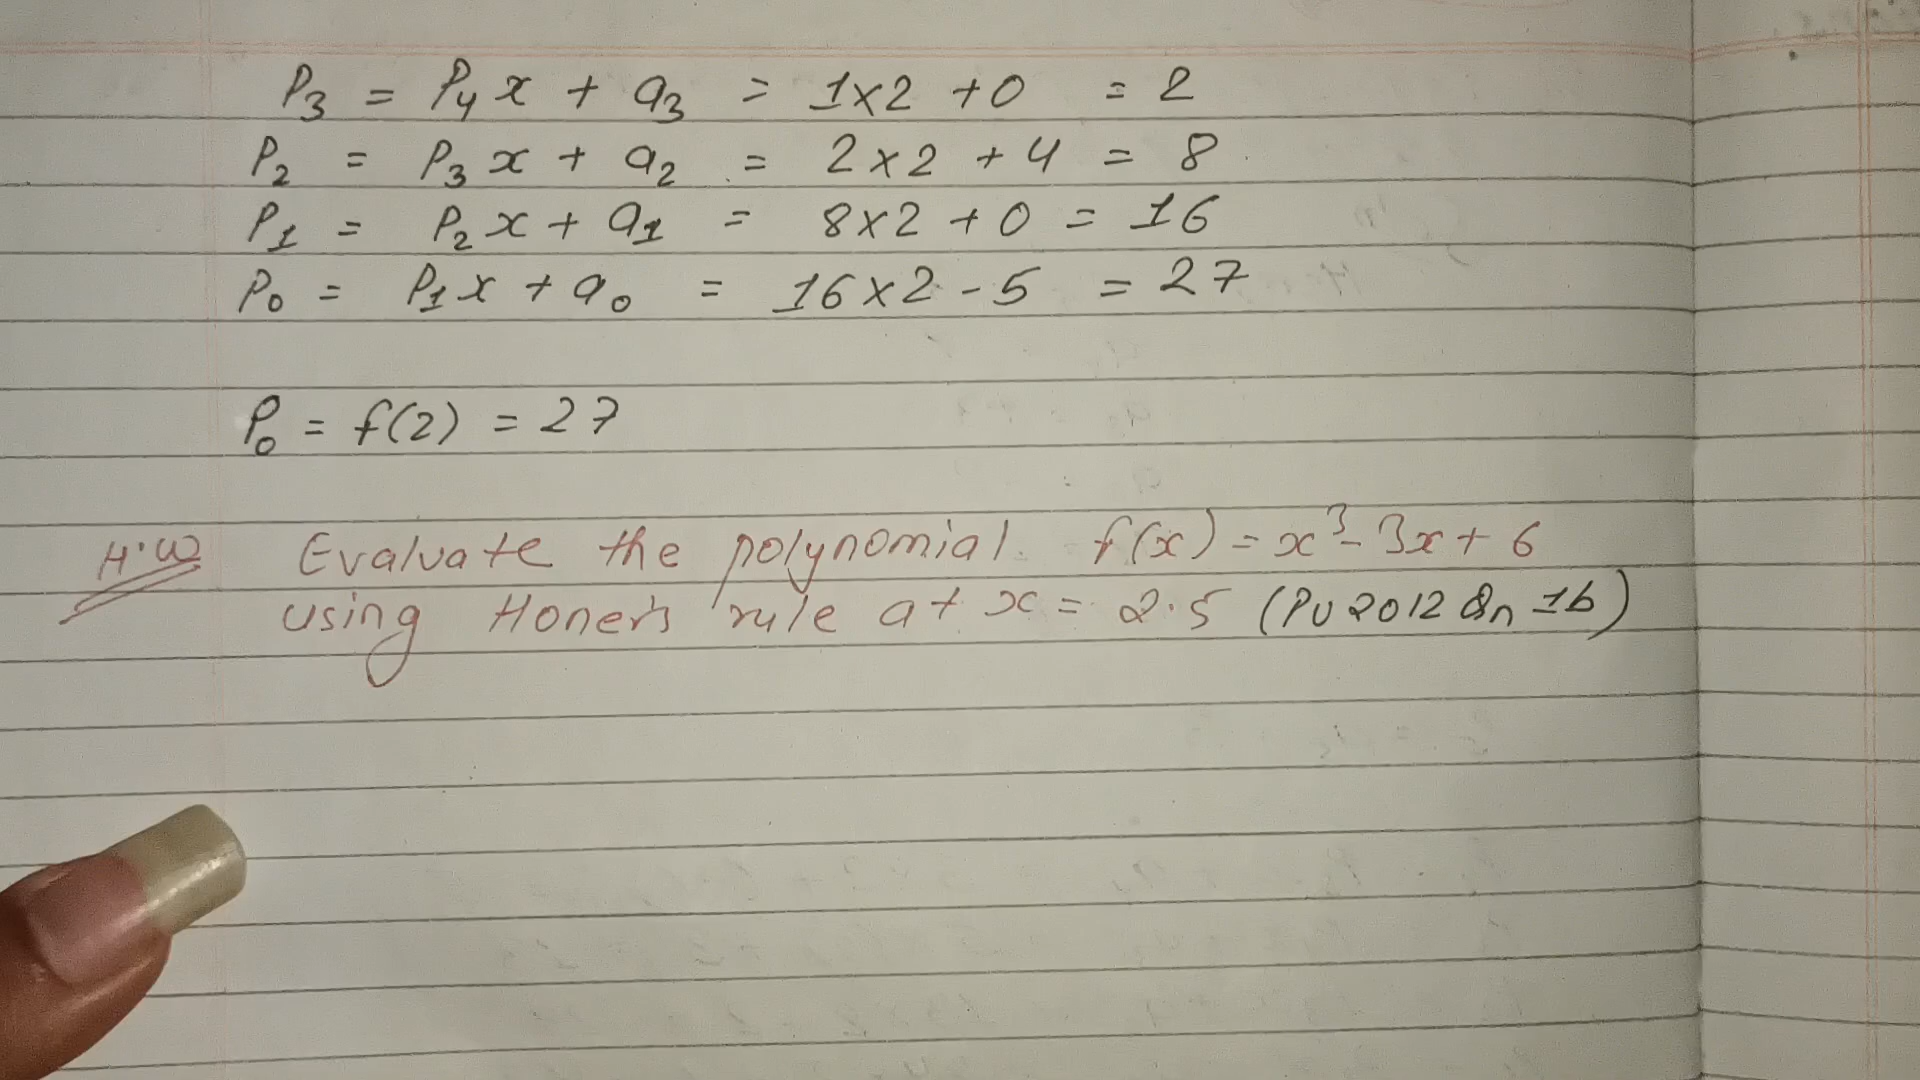 P3 = P4 x + a3 = 1×2 +0 = 2
P2 = P3 x + a2 = 2×2 + 4 = 8
P1 = P2 x + a1 = 8×2 + 0 = 16
P0 = P1 x + a0 = 16×2 - 5 = 27
P0 = f(2) = 27
H.W Evaluate the polynomial f(x) = x³ - 3x + 6
using Honer's rule at x = 2.5 (PU 2012 Qn 1b)